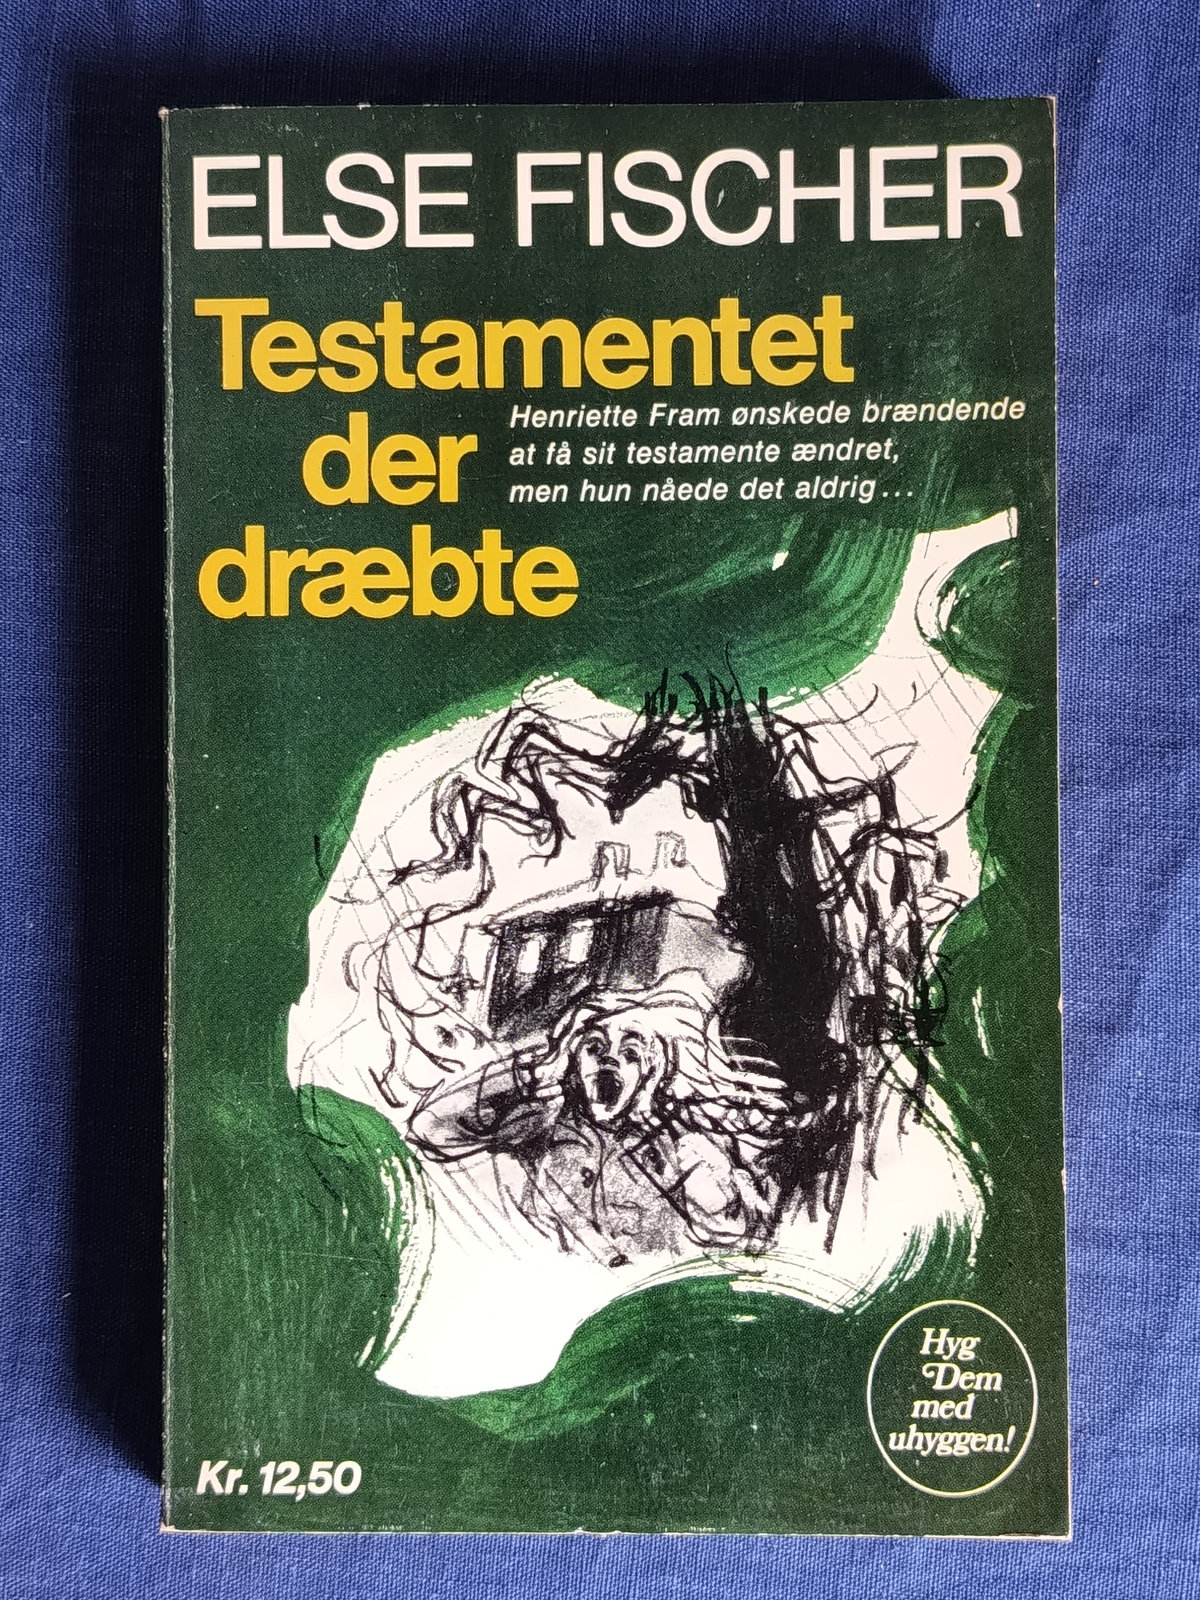 ELSE FISCHER
Testamentet
der
dræbte
Henriette Fram ønskede brændende
at få sit testamente ændret,
men hun nåede det aldrig...
Hyg
Dem
med
uhyggen!
Kr. 12,50